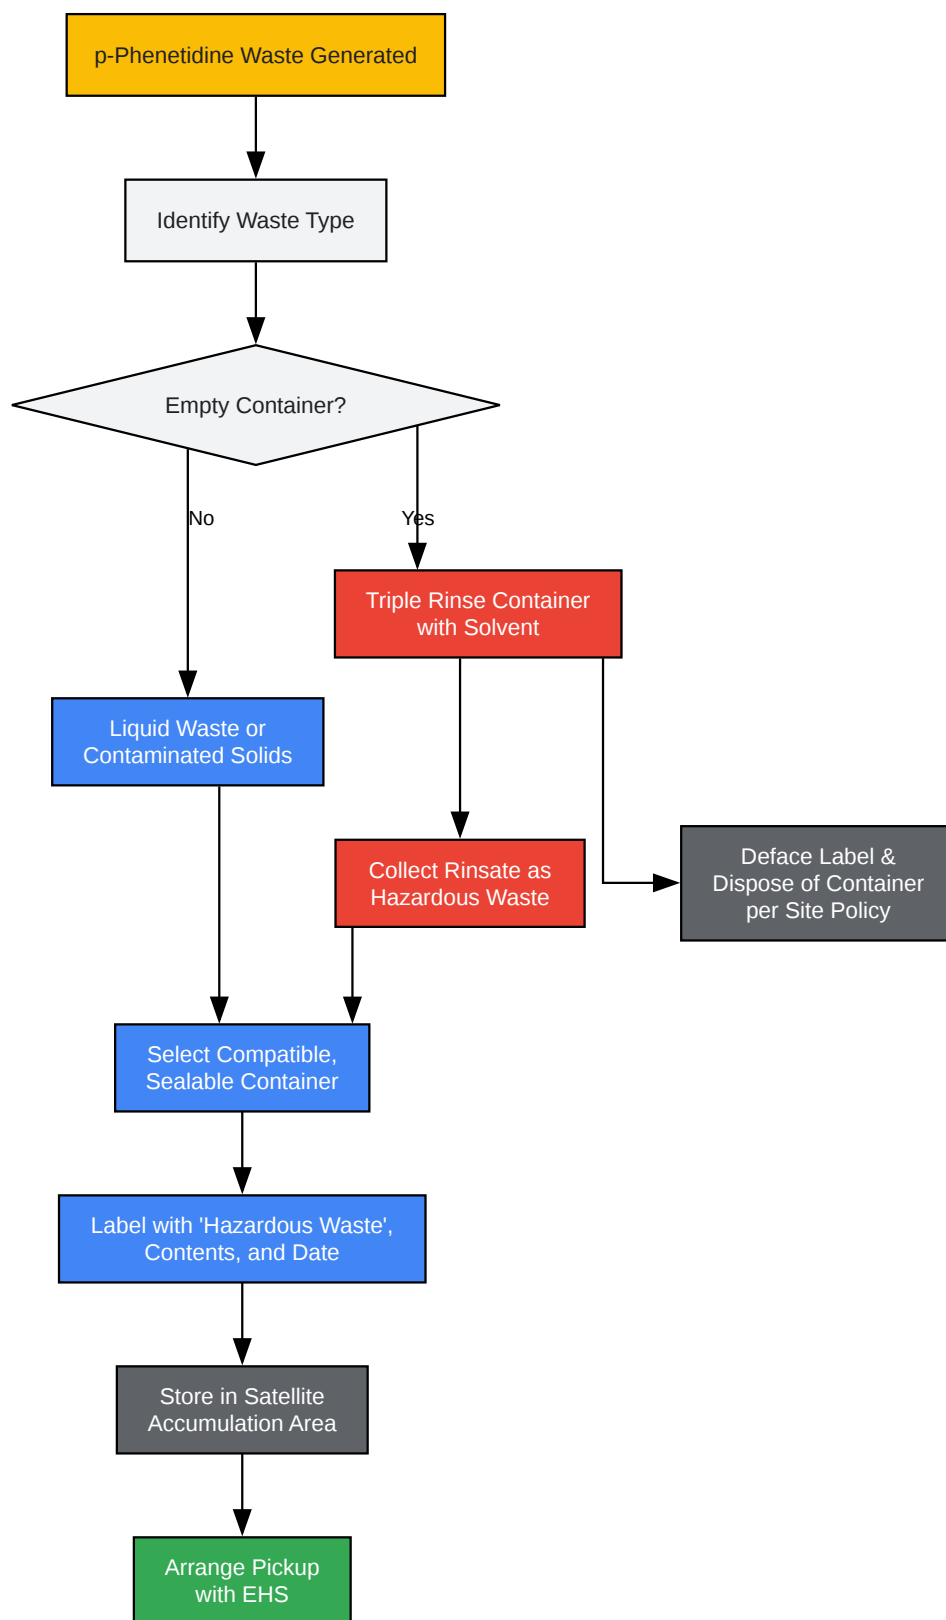 p-Phenetidine Waste Generated
Identify Waste Type
Empty Container?
No
Yes
Triple Rinse Container
with Solvent
Liquid Waste or
Contaminated Solids
Collect Rinsate as
Hazardous Waste
Deface Label &
Dispose of Container
per Site Policy
Select Compatible,
Sealable Container
Label with 'Hazardous Waste',
Contents, and Date
Store in Satellite
Accumulation Area
Arrange Pickup
with EHS